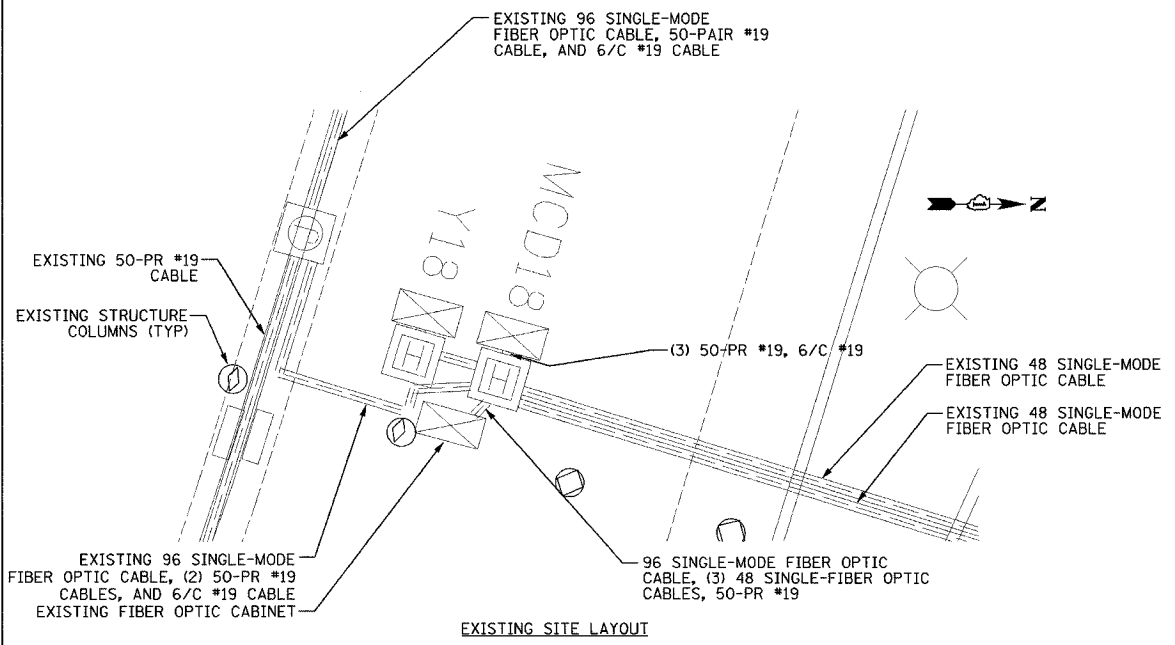 EXISTING 96 SINGLE-MODE
FIBER OPTIC CABLE, 50-PAIR #19
CABLE, AND 6/C #19 CABLE
MCD18
Y18
N
EXISTING 50-PR #19
CABLE
EXISTING STRUCTURE
COLUMNS (TYP)
H
H
(3) 50-PR #19, 6/C #19
EXISTING 48 SINGLE-MODE
FIBER OPTIC CABLE
EXISTING 48 SINGLE-MODE
FIBER OPTIC CABLE
EXISTING 96 SINGLE-MODE
FIBER OPTIC CABLE, (2) 50-PR #19
CABLES, AND 6/C #19 CABLE
EXISTING FIBER OPTIC CABINET
96 SINGLE-MODE FIBER OPTIC
CABLE, (3) 48 SINGLE-FIBER OPTIC
CABLES, 50-PR #19
EXISTING SITE LAYOUT